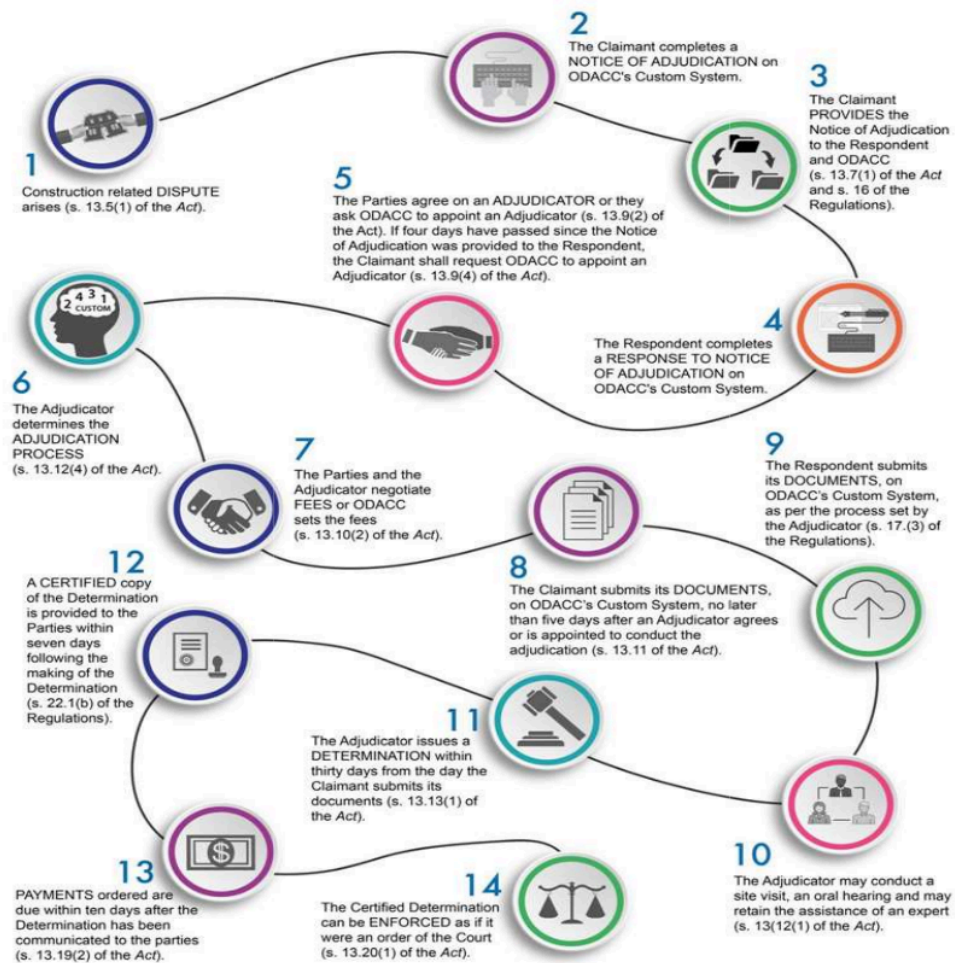 1
Construction related DISPUTE
arises (s. 13.5(1) of the Act).
2
The Claimant completes a
NOTICE OF ADJUDICATION on
ODACC's Custom System.
3
The Claimant
PROVIDES the
Notice of Adjudication
to the Respondent
and ODACC
(s. 13.7(1) of the Act
and s. 16 of the
Regulations).
4
The Respondent completes
a RESPONSE TO NOTICE
OF ADJUDICATION on
ODACC's Custom System.
5
The Parties agree on an ADJUDICATOR or they
ask ODACC to appoint an Adjudicator (s. 13.9(2) of
the Act). If four days have passed since the Notice
of Adjudication was provided to the Respondent,
the Claimant shall request ODACC to appoint an
Adjudicator (s. 13.9(4) of the Act).
2 4 3 1
CUSTOM
6
The Adjudicator
determines the
ADJUDICATION
PROCESS
(s. 13.12(4) of the Act).
7
The Parties and the
Adjudicator negotiate
FEES or ODACC
sets the fees
(s. 13.10(2) of the Act).
8
The Claimant submits its DOCUMENTS,
on ODACC's Custom System, no later
than five days after an Adjudicator agrees
or is appointed to conduct the
adjudication (s. 13.11 of the Act).
9
The Respondent submits
its DOCUMENTS, on
ODACC's Custom System,
as per the process set by
the Adjudicator (s. 17.(3) of
the Regulations).
10
The Adjudicator may conduct a
site visit, an oral hearing and may
retain the assistance of an expert
(s. 13(12(1) of the Act).
11
The Adjudicator issues a
DETERMINATION within
thirty days from the day the
Claimant submits its
documents (s. 13.13(1) of
the Act).
12
A CERTIFIED copy
of the Determination
is provided to the
Parties within
seven days
following the
making of the
Determination
(s. 22.1(b) of the
Regulations).
$
13
PAYMENTS ordered are
due within ten days after the
Determination has been
communicated to the parties
(s. 13.19(2) of the Act).
14
The Certified Determination
can be ENFORCED as if it
were an order of the Court
(s. 13.20(1) of the Act).